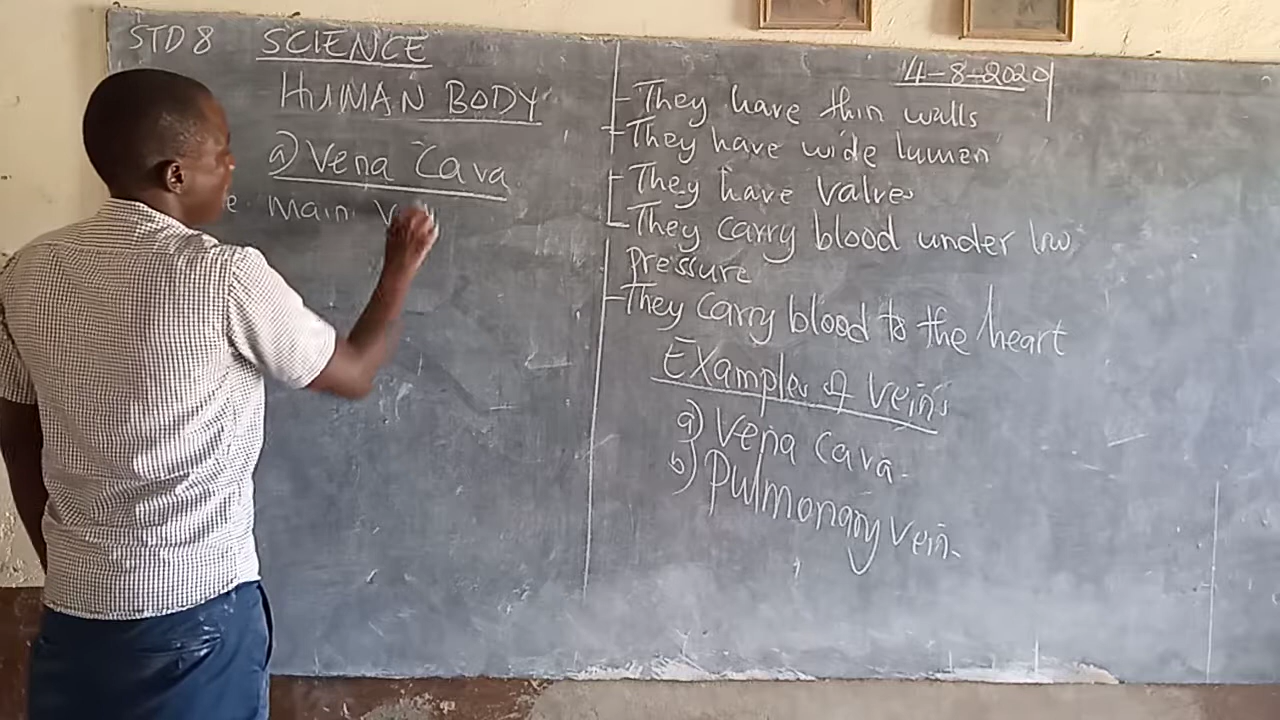 STD 8 SCIENCE
HUMAN BODY
a) Vena Cava
Main
4-8-2020
- They have thin walls
- They have wide lumen
- They have valves
- They carry blood under low
pressure
- They carry blood to the heart
Examples of veins
a) Vena cava.
b) Pulmonary vein.